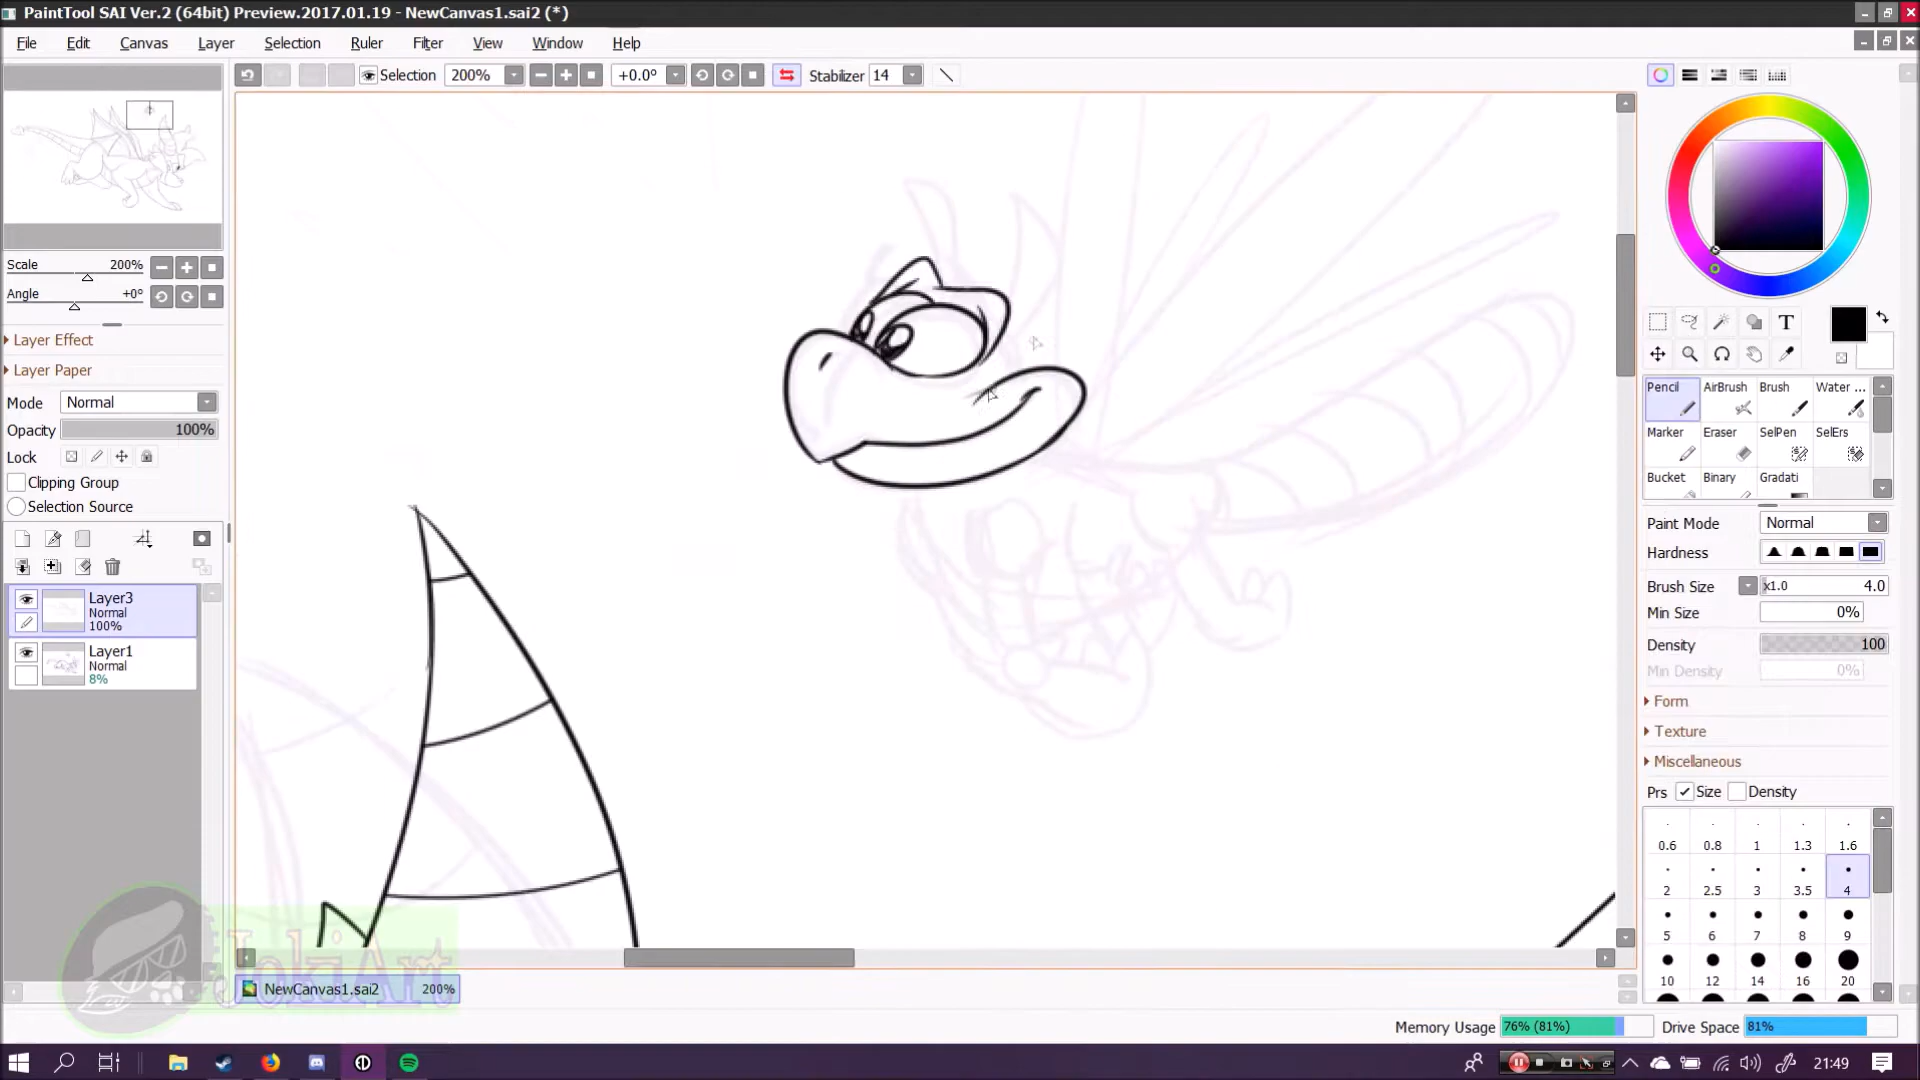 PaintTool SAI Ver.2 (64bit) Preview.2017.01.19 - NewCanvas1.sai2 (*)
File Edit Canvas Layer Selection Ruler Filter View Window Help
Selection 200% +0.0º Stabilizer 14
Scale 200%
Angle +0º
Layer Effect
Layer Paper
Mode Normal
Opacity 100%
Lock
Clipping Group
Selection Source
Layer3
Normal
100%
Layer1
Normal
8%
T
Pencil AirBrush Brush Water ...
Marker Eraser SelPen SelErs
Bucket Binary Gradati
Paint Mode Normal
Hardness
Brush Size x1.0 4.0
Min Size 0%
Density 100
Min Density 0%
Form
Texture
Miscellaneous
Prs Size Density
0.6 0.8 1 1.3 1.6
2 2.5 3 3.5 4
5 6 7 8 9
10 12 14 16 20
JokiArt
NewCanvas1.sai2 200%
Memory Usage 76% (81%) Drive Space 81%
21:49